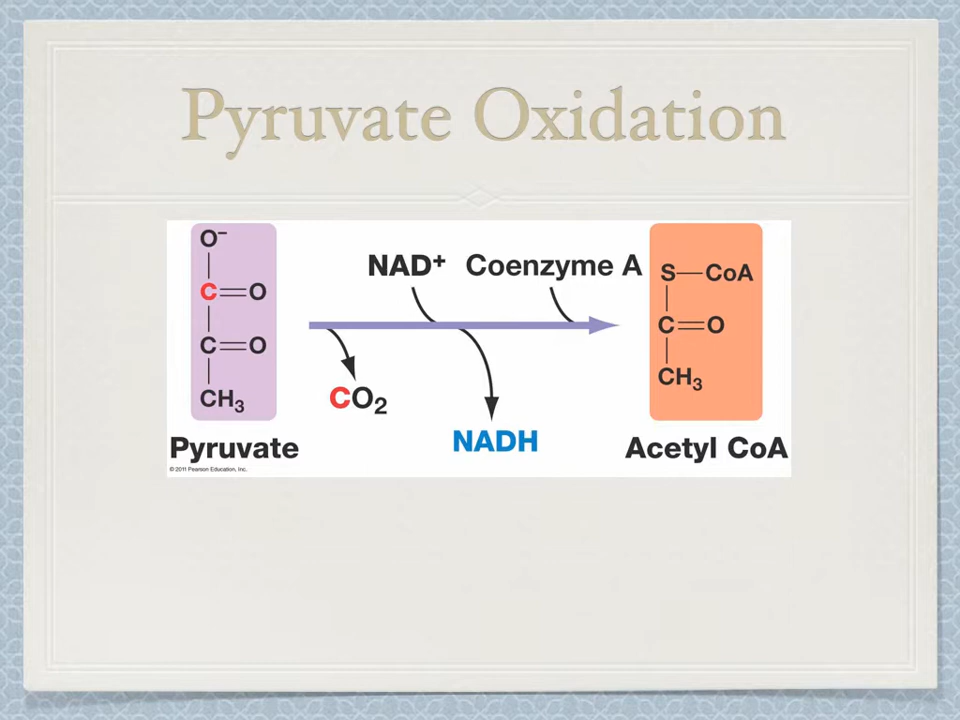 Pyruvate Oxidation
O⁻
C=O
C=O
CH₃
Pyruvate
© 2011 Pearson Education, Inc.
NAD⁺
Coenzyme A
CO₂
NADH
S—CoA
C=O
CH₃
Acetyl CoA